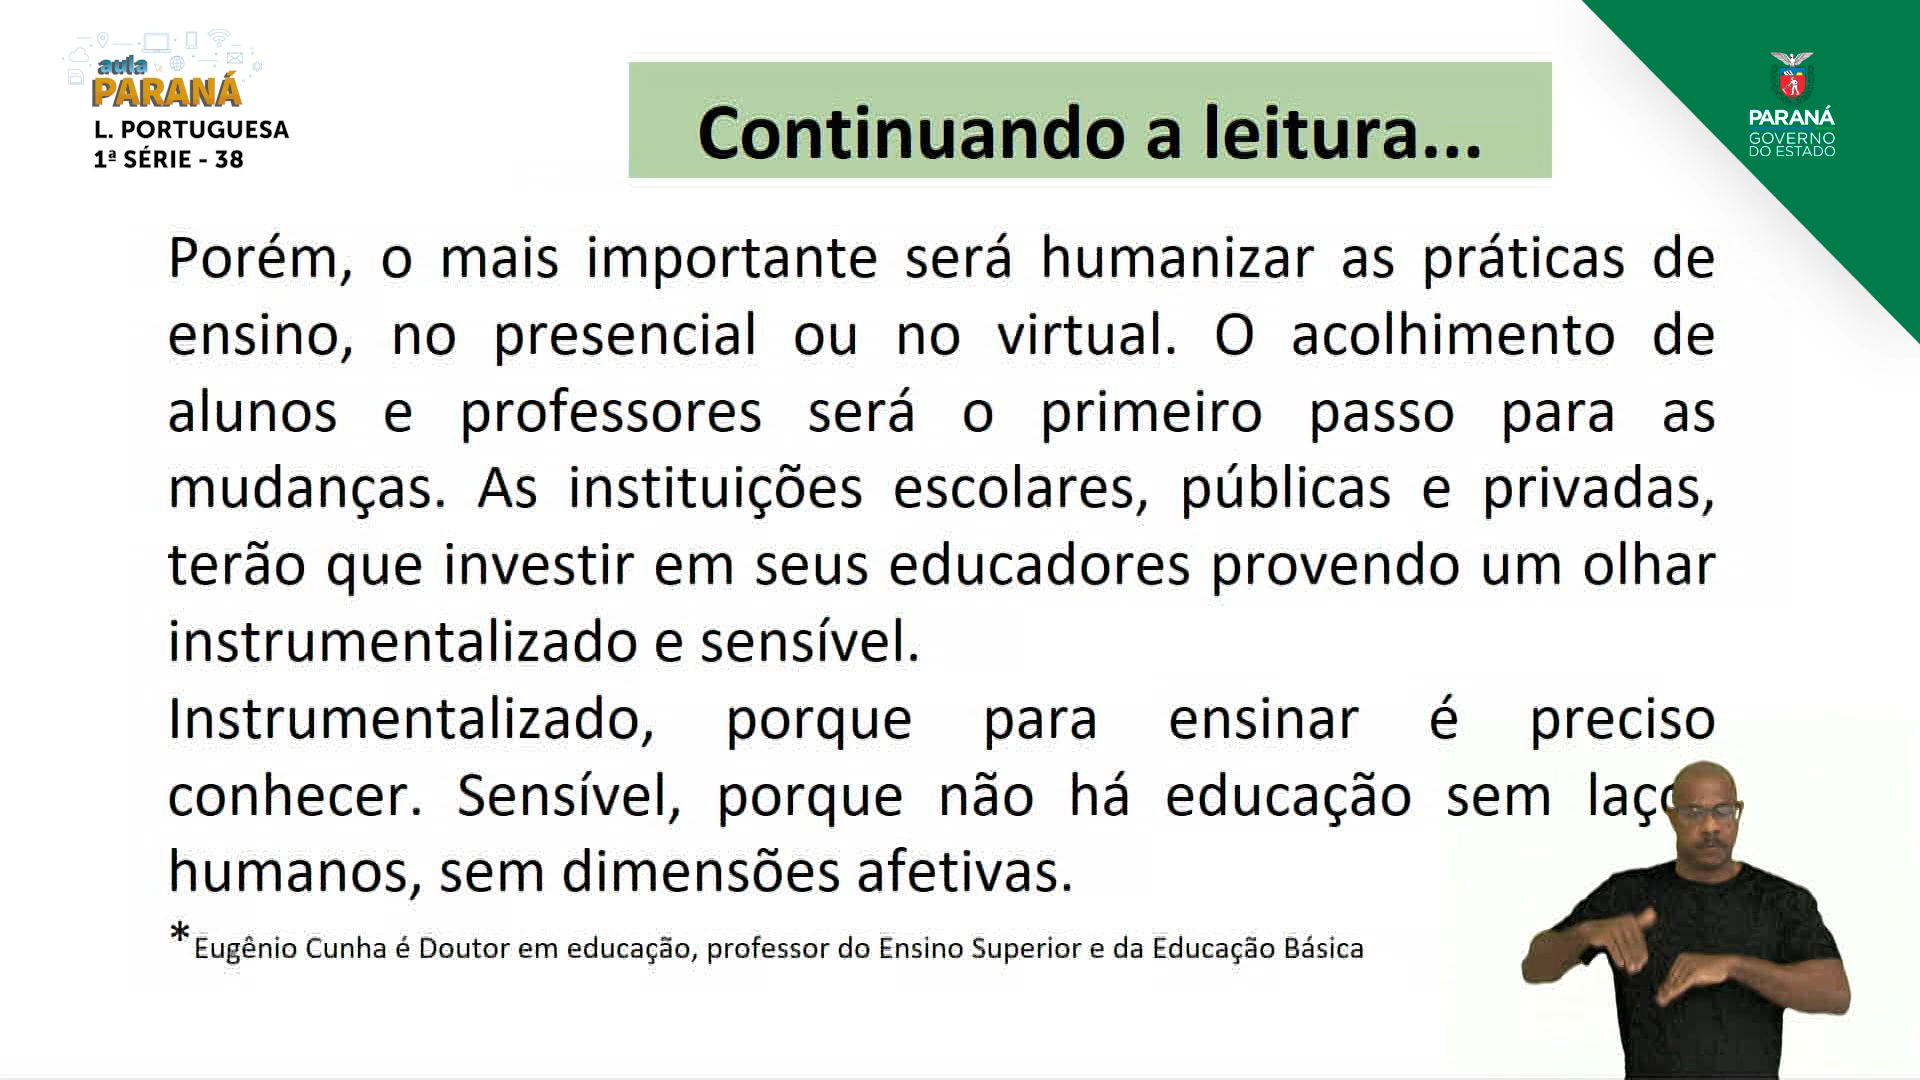 aula
PARANÁ
L. PORTUGUESA
1ª SÉRIE - 38
Continuando a leitura...
PARANÁ
GOVERNO
DO ESTADO
Porém, o mais importante será humanizar as práticas de
ensino, no presencial ou no virtual. O acolhimento de
alunos e professores será o primeiro passo para as
mudanças. As instituições escolares, públicas e privadas,
terão que investir em seus educadores provendo um olhar
instrumentalizado e sensível.
Instrumentalizado, porque para ensinar é preciso
conhecer. Sensível, porque não há educação sem
humanos, sem dimensões afetivas.
*Eugênio Cunha é Doutor em educação, professor do Ensino Superior e da Educação Básica